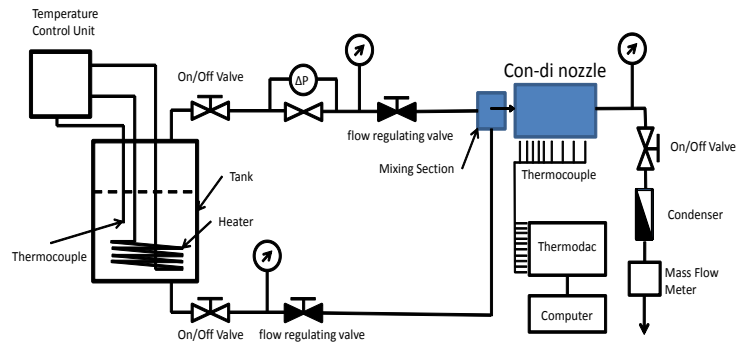 Temperature
Control Unit
On/Off Valve
ΔP
Con-di nozzle
flow regulating valve
Mixing Section
On/Off Valve
Thermocouple
Tank
Heater
Condenser
Thermocouple
Thermodac
Mass Flow
Meter
On/Off Valve
flow regulating valve
Computer